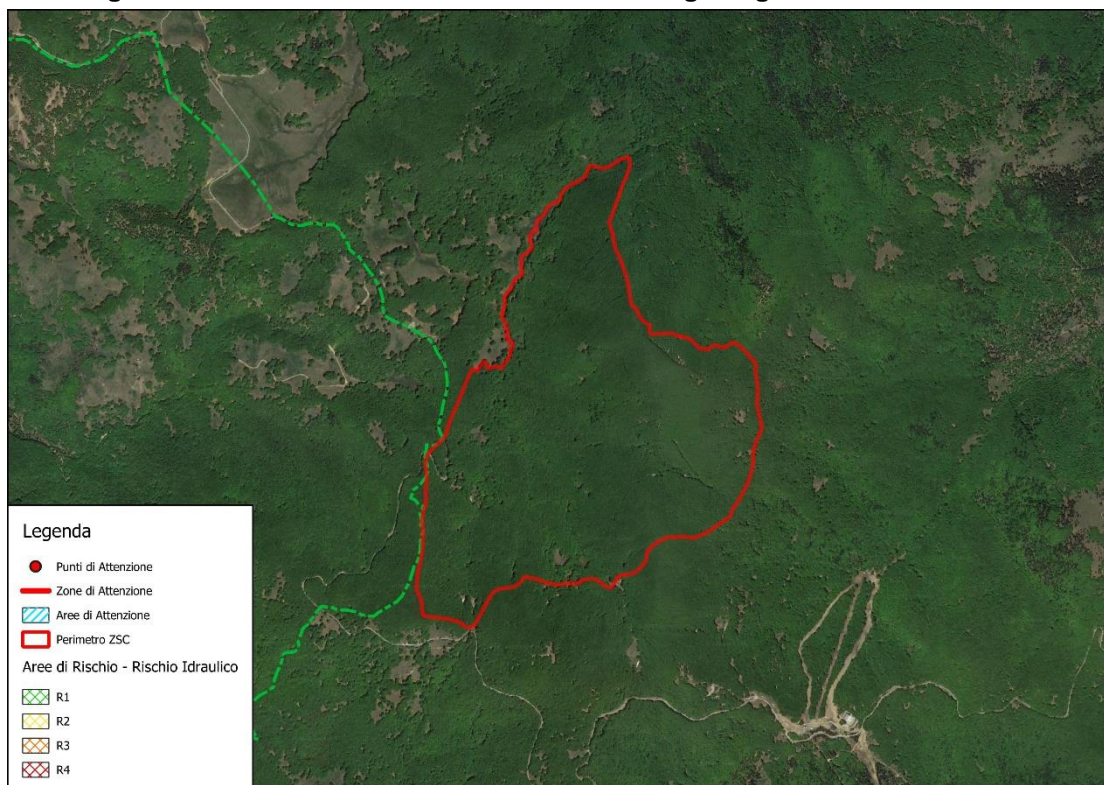 Legenda
Punti di Attenzione
Zone di Attenzione
Aree di Attenzione
Perimetro ZSC
Aree di Rischio - Rischio Idraulico
R1
R2
R3
R4